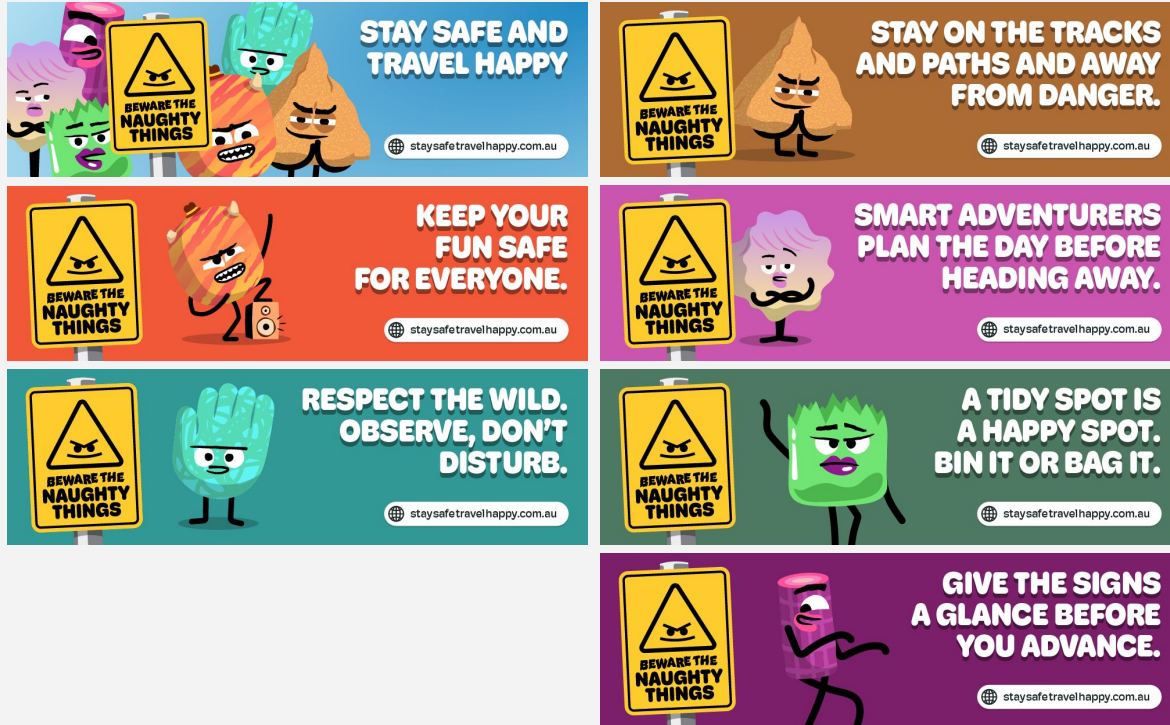 BEWARE THE
NAUGHTY
THINGS
STAY SAFE AND
TRAVEL HAPPY
staysafetravelhappy.com.au
BEWARE THE
NAUGHTY
THINGS
STAY ON THE TRACKS
AND PATHS AND AWAY
FROM DANGER.
staysafetravelhappy.com.au
BEWARE THE
NAUGHTY
THINGS
KEEP YOUR
FUN SAFE
FOR EVERYONE.
staysafetravelhappy.com.au
BEWARE THE
NAUGHTY
THINGS
SMART ADVENTURERS
PLAN THE DAY BEFORE
HEADING AWAY.
staysafetravelhappy.com.au
BEWARE THE
NAUGHTY
THINGS
RESPECT THE WILD.
OBSERVE, DON'T
DISTURB.
staysafetravelhappy.com.au
BEWARE THE
NAUGHTY
THINGS
A TIDY SPOT IS
A HAPPY SPOT.
BIN IT OR BAG IT.
staysafetravelhappy.com.au
BEWARE THE
NAUGHTY
THINGS
GIVE THE SIGNS
A GLANCE BEFORE
YOU ADVANCE.
staysafetravelhappy.com.au